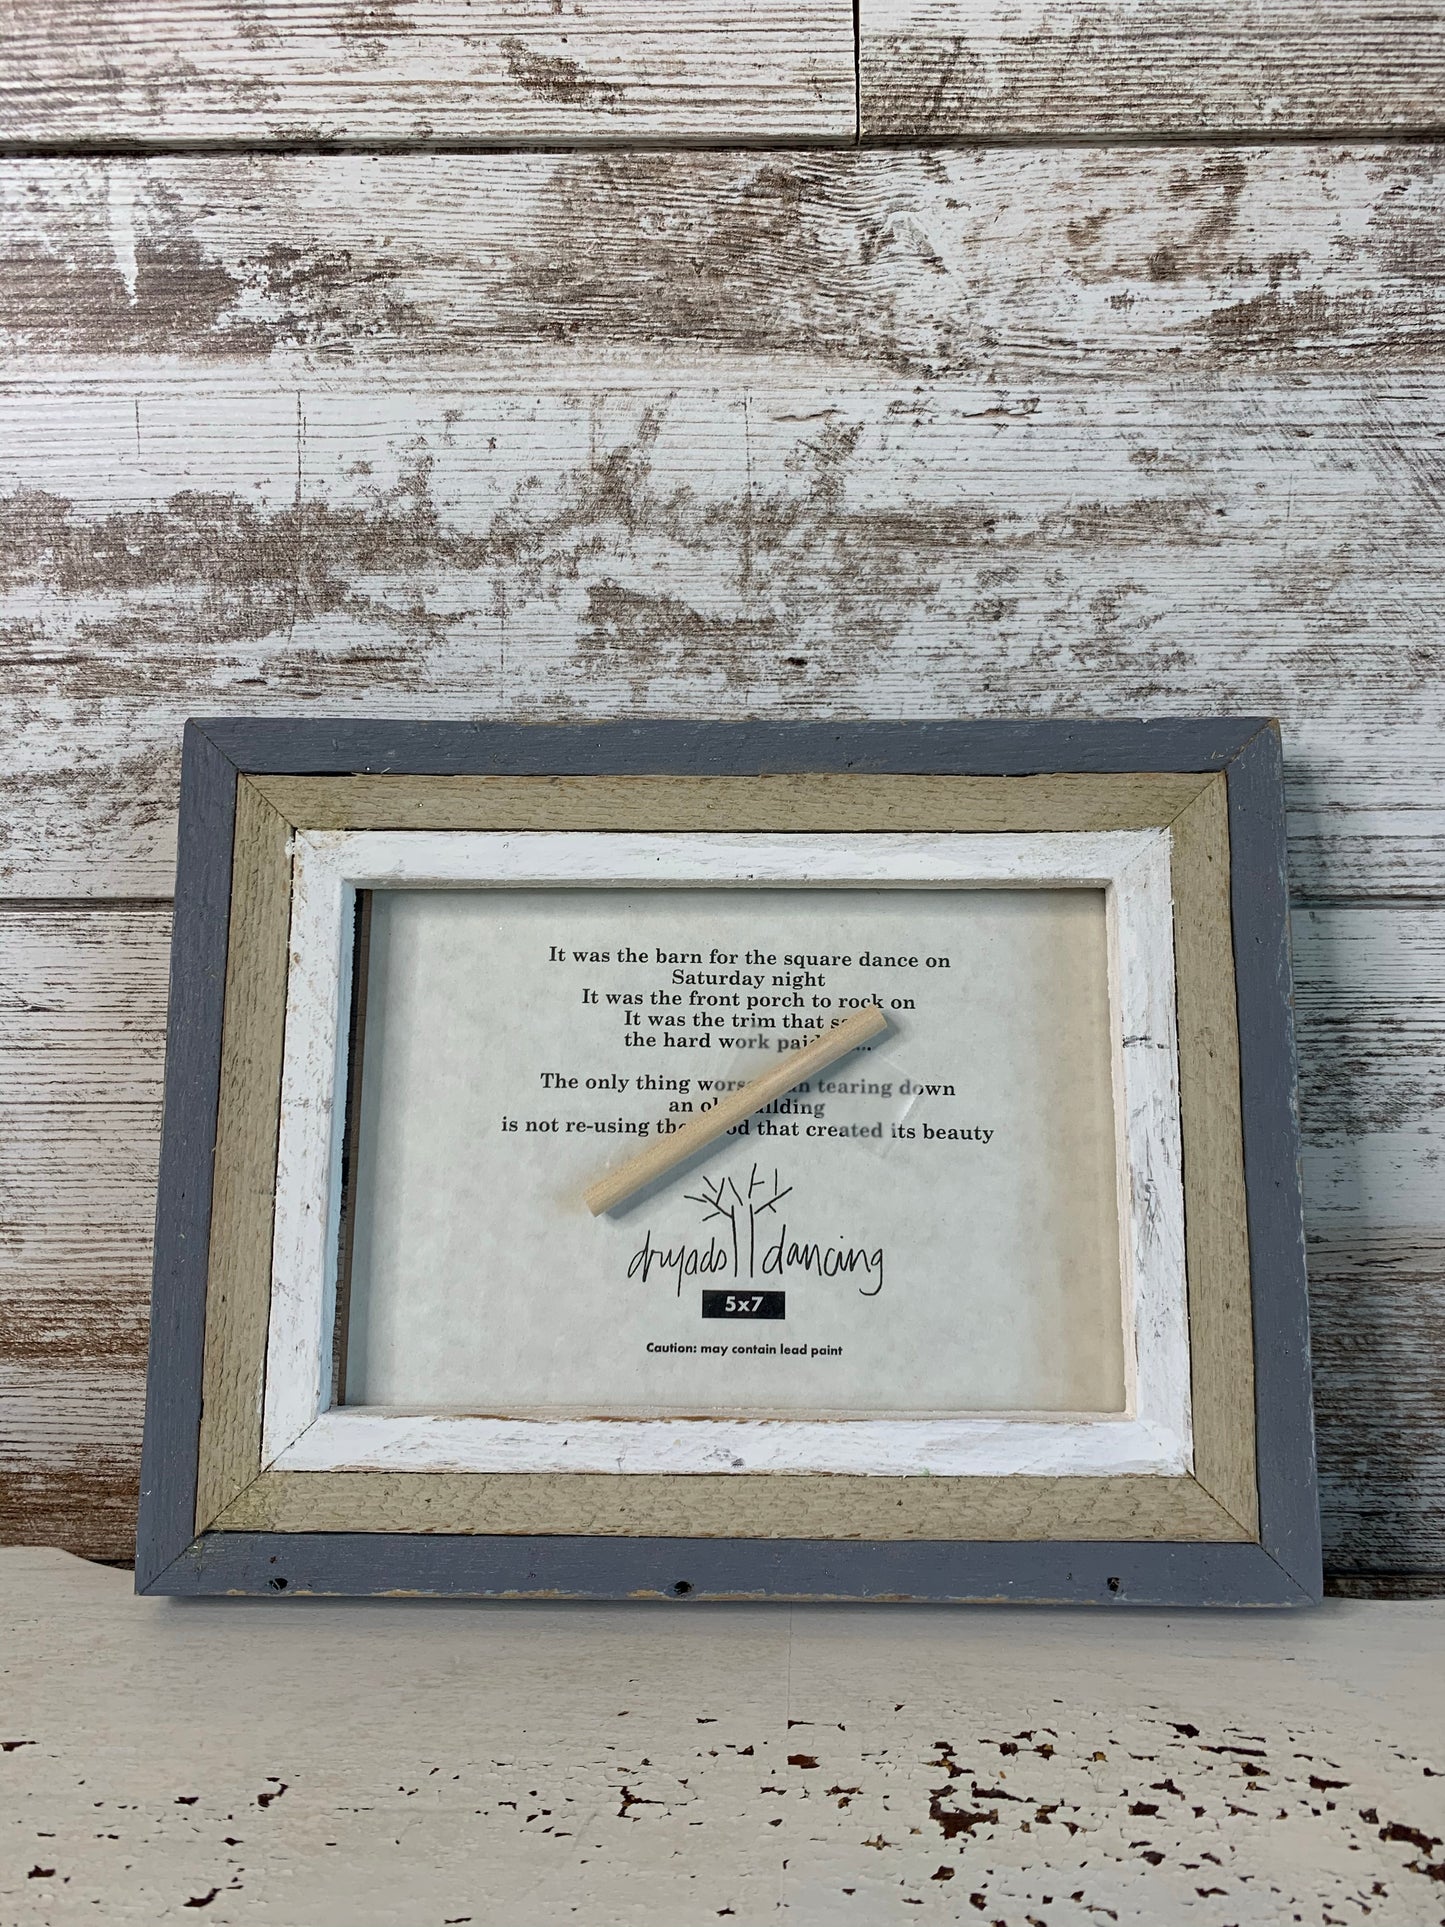 It was the barn for the square dance on
Saturday night
It was the front porch to rock on
It was the trim that
the hard work
The only thing tearing down
an
is not re-using that created its beauty
dryads dancing
5x7
Caution: may contain lead paint